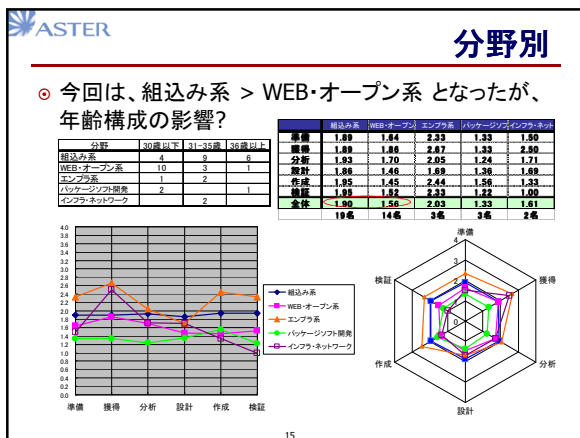 ASTER
分野別
今回は、組込み系 > WEB・オープン系 となったが、
年齢構成の影響?
分野 30歳以下 31-35歳 36歳以上
組込み系 4 9 6
WEB・オープン系 10 3 1
エンプラ系 1 2
パッケージソフト開発 2 1
インフラ・ネットワーク 2
組込み系 WEB・オープン エンプラ系 パッケージソフ インフラ・ネット
準備 1.89 1.64 2.33 1.33 1.50
獲得 1.89 1.86 2.67 1.33 2.50
分析 1.93 1.70 2.05 1.24 1.71
設計 1.86 1.46 1.69 1.36 1.69
作成 1.95 1.45 2.44 1.56 1.33
検証 1.95 1.52 2.33 1.22 1.00
全体 1.90 1.56 2.03 1.33 1.61
19名 14名 3名 3名 2名
4.0
3.8
3.6
3.4
3.2
3.0
2.8
2.6
2.4
2.2
2.0
1.8
1.6
1.4
1.2
1.0
0.8
0.6
0.4
0.2
0.0
準備 獲得 分析 設計 作成 検証
組込み系
WEB・オープン系
エンプラ系
パッケージソフト開発
インフラ・ネットワーク
準備
獲得
分析
設計
作成
検証
4
3
2
1
0
15